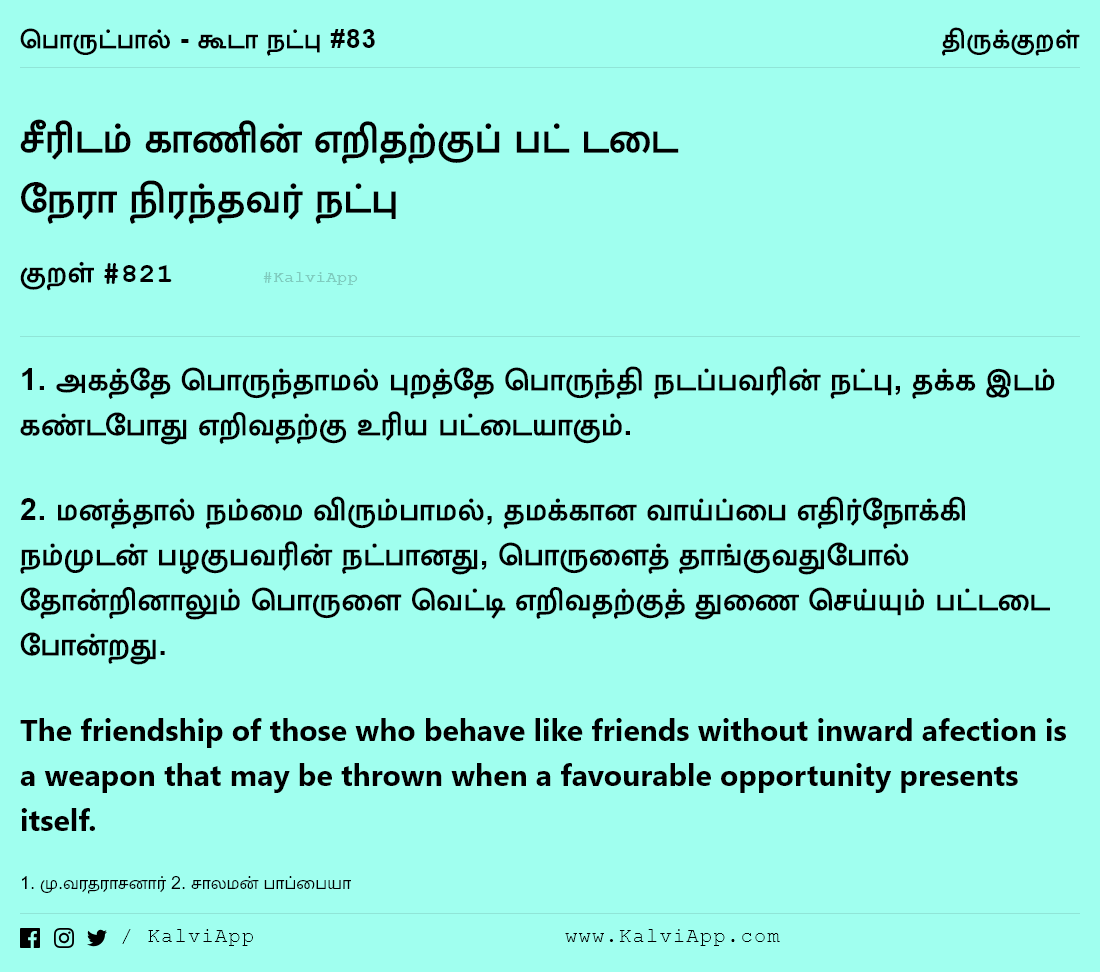 பொருட்பால் - கூடா நட்பு #83 திருக்குறள்
சீரிடம் காணின் எறிதற்குப் பட் டடை
நேரா நிரந்தவர் நட்பு
குறள் #821 #KalviApp
1. அகத்தே பொருந்தாமல் புறத்தே பொருந்தி நடப்பவரின் நட்பு, தக்க இடம்
கண்டபோது எறிவதற்கு உரிய பட்டையாகும்.
2. மனத்தால் நம்மை விரும்பாமல், தமக்கான வாய்ப்பை எதிர்நோக்கி
நம்முடன் பழகுபவரின் நட்பானது, பொருளைத் தாங்குவதுபோல்
தோன்றினாலும் பொருளை வெட்டி எறிவதற்குத் துணை செய்யும் பட்டடை
போன்றது.
The friendship of those who behave like friends without inward afection is
a weapon that may be thrown when a favourable opportunity presents
itself.
1. மு.வரதராசனார் 2. சாலமன் பாப்பையா
/ KalviApp www.KalviApp.com